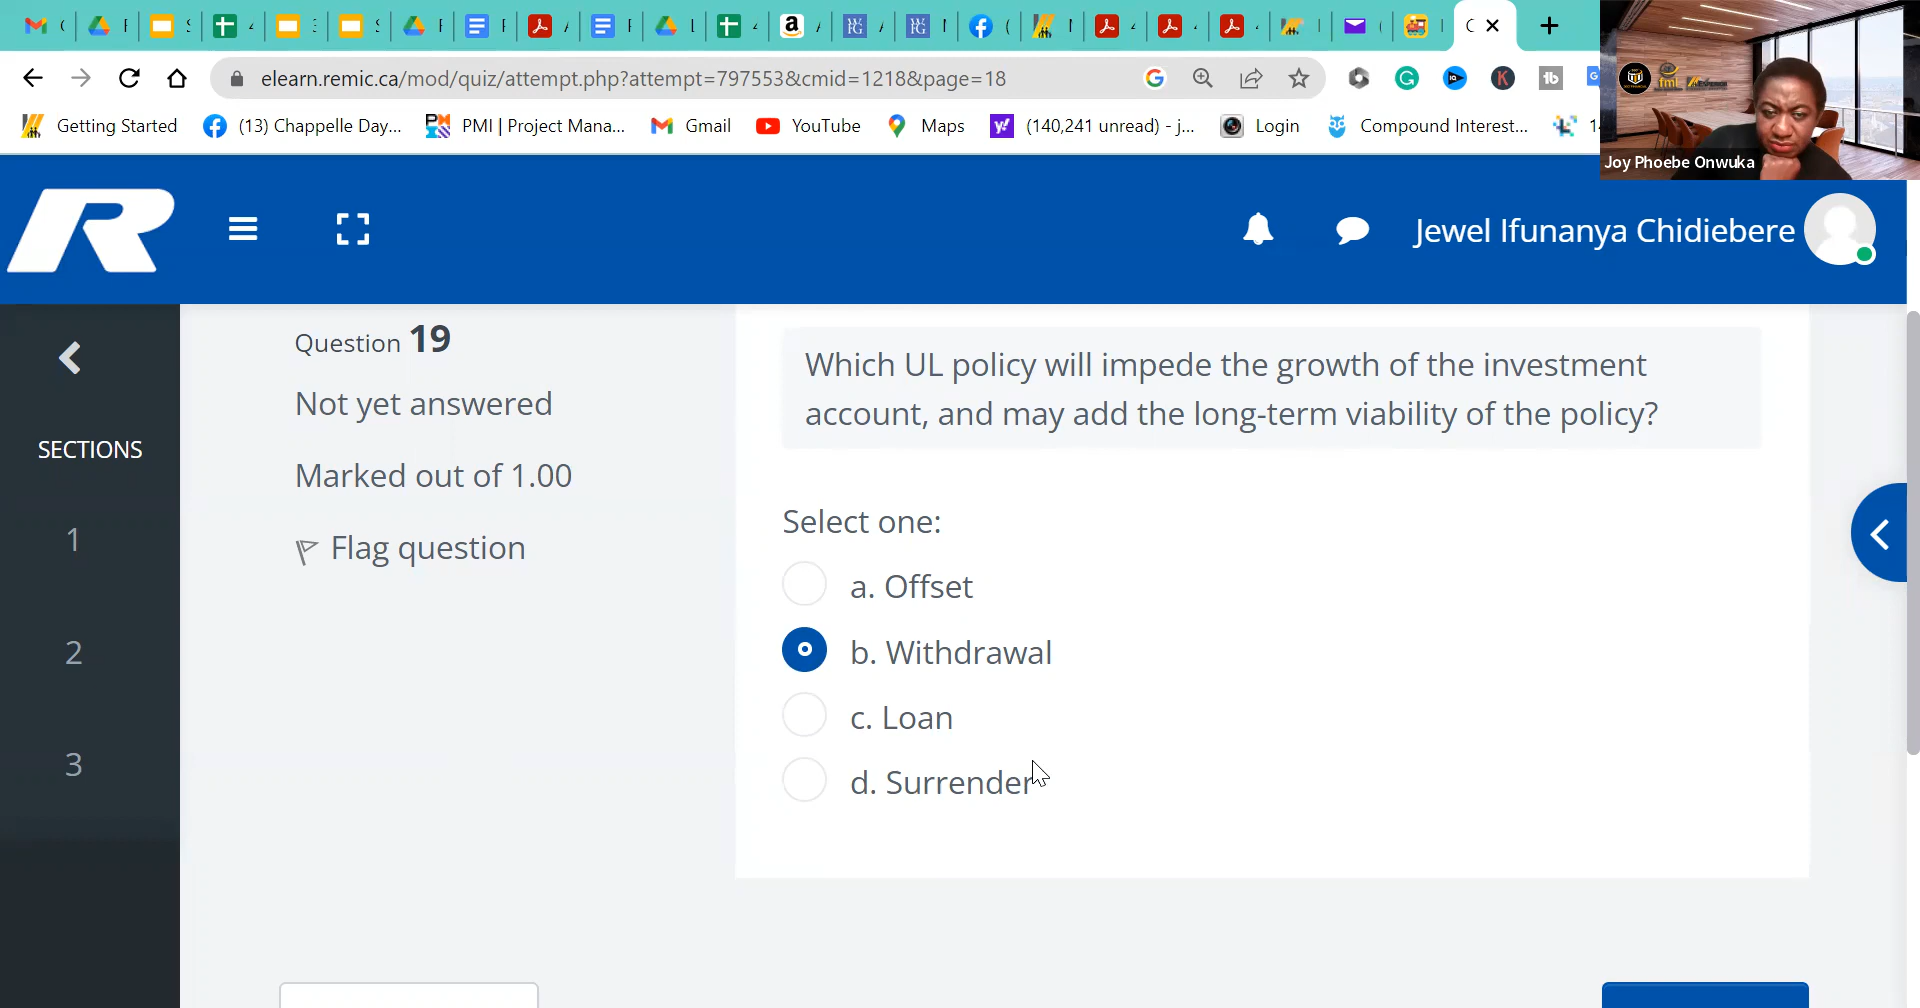 elearn.remic.ca/mod/quiz/attempt.php?attempt=797553&cmid=1218&page=18
Getting Started
(13) Chappelle Day...
PMI | Project Mana...
Gmail
YouTube
Maps
(140,241 unread) - j...
Login
Compound Interest...
Joy Phoebe Onwuka
Jewel Ifunanya Chidiebere
SECTIONS
1
2
3
Question 19
Not yet answered
Marked out of 1.00
Flag question
Which UL policy will impede the growth of the investment
account, and may add the long-term viability of the policy?
Select one:
a. Offset
b. Withdrawal
c. Loan
d. Surrender